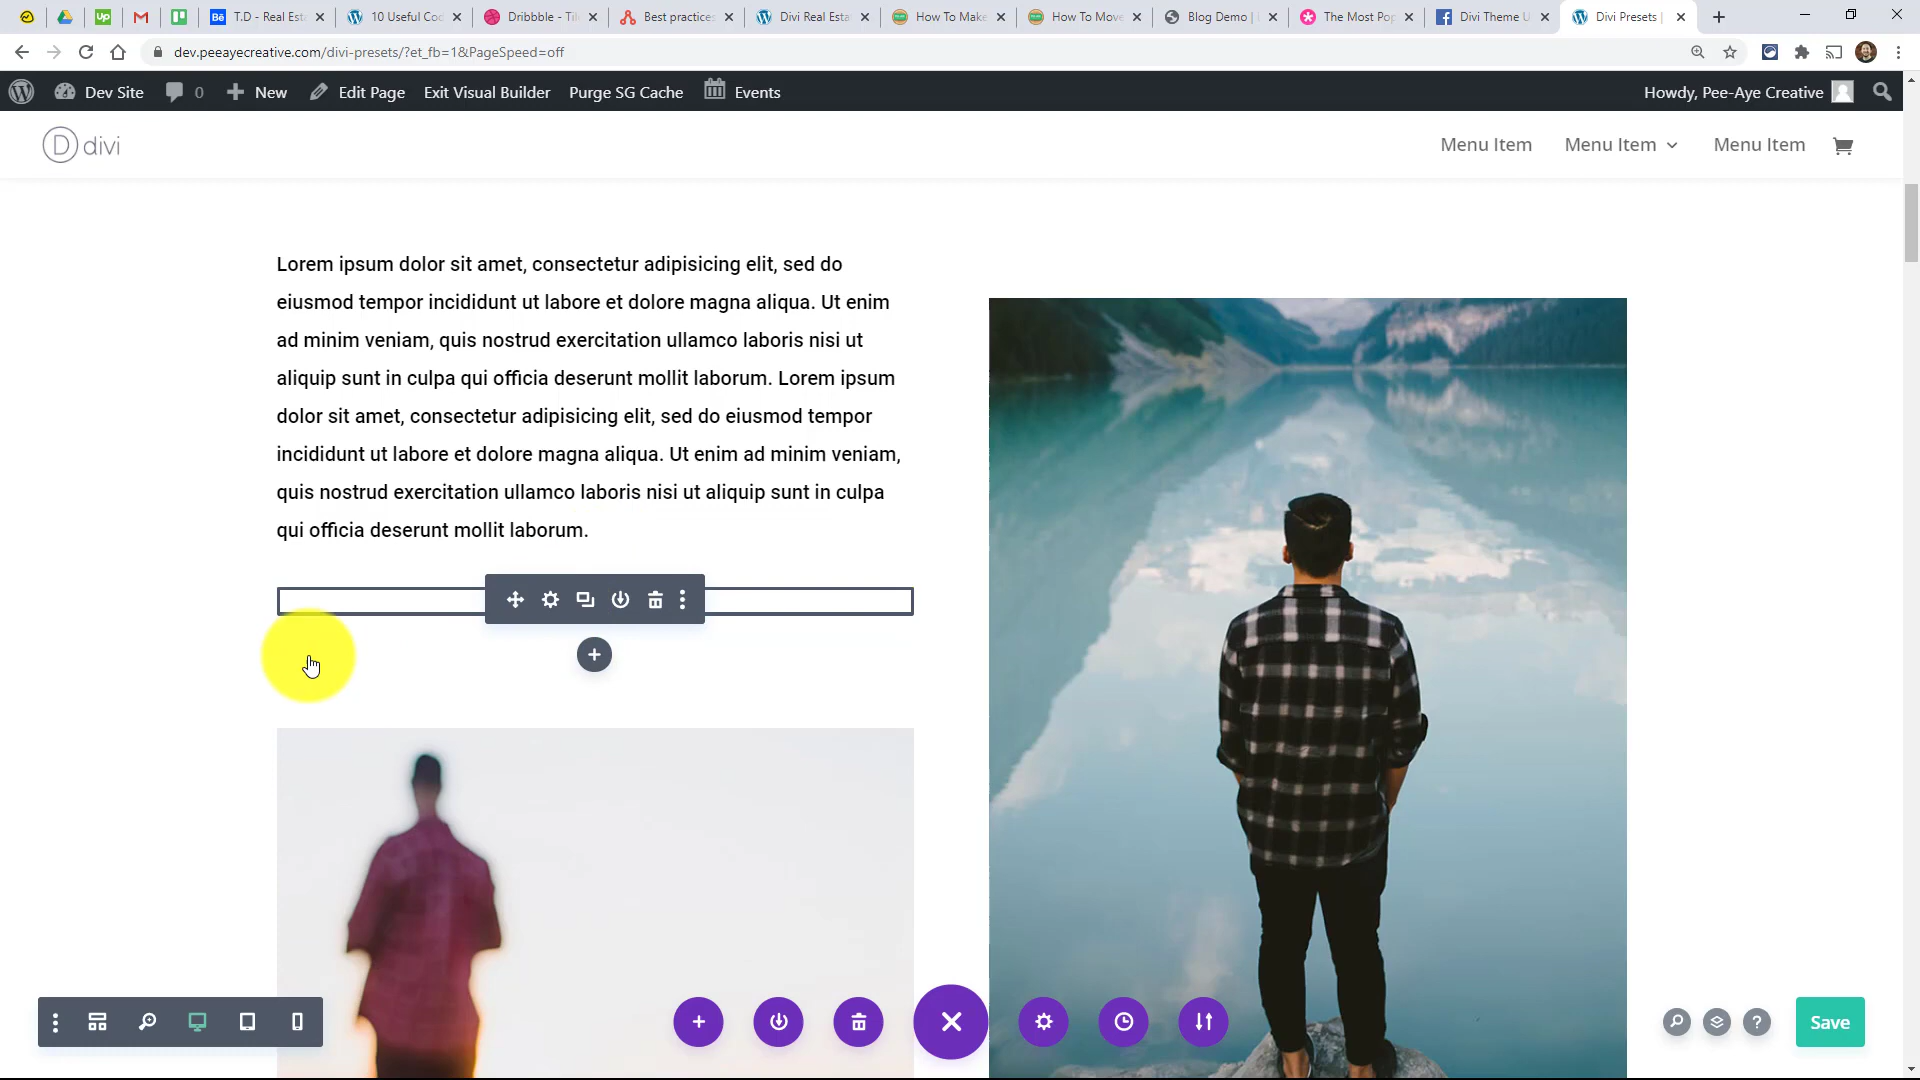 T.D - Real Esta
10 Useful Coc
Dribbble - Til
Best practices
Divi Real Esta
How To Make
How To Move
Blog Demo |
The Most Pop
Divi Theme U
Divi Presets |
dev.peeayecreative.com/divi-presets/?et_fb=1&PageSpeed=off
Dev Site
0
New
Edit Page
Exit Visual Builder
Purge SG Cache
Events
Howdy, Pee-Aye Creative
D divi
Menu Item
Menu Item
Menu Item
Lorem ipsum dolor sit amet, consectetur adipisicing elit, sed do
eiusmod tempor incididunt ut labore et dolore magna aliqua. Ut enim
ad minim veniam, quis nostrud exercitation ullamco laboris nisi ut
aliquip sunt in culpa qui officia deserunt mollit laborum. Lorem ipsum
dolor sit amet, consectetur adipisicing elit, sed do eiusmod tempor
incididunt ut labore et dolore magna aliqua. Ut enim ad minim veniam,
quis nostrud exercitation ullamco laboris nisi ut aliquip sunt in culpa
qui officia deserunt mollit laborum.
Save